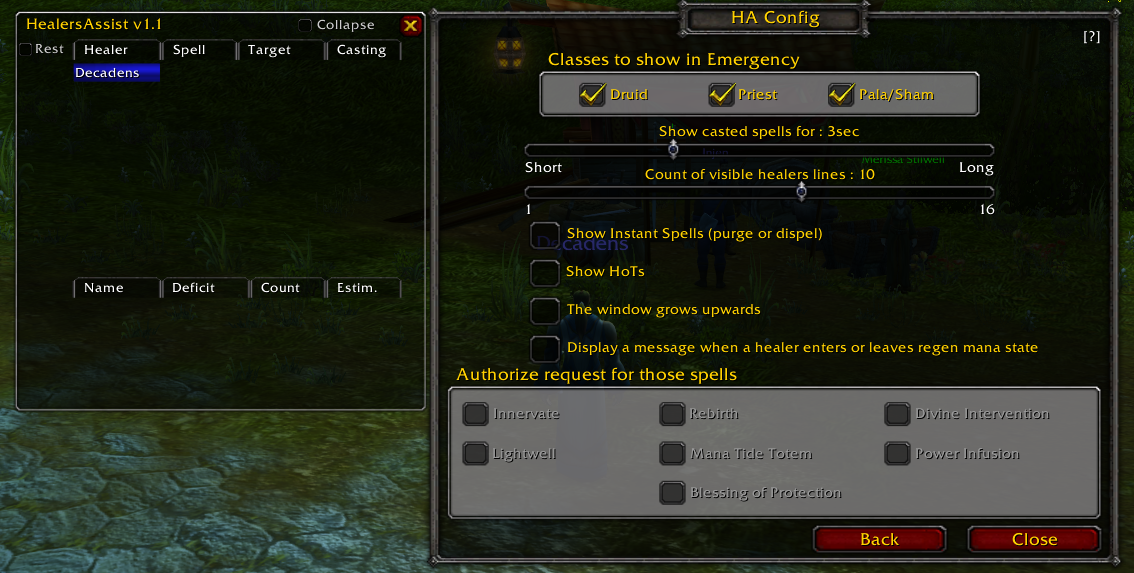 HealersAssist v1.1
Collapse
Rest
Healer
Spell
Target
Casting
Decadens
Name
Deficit
Count
Estim.
HA Config
[?]
Classes to show in Emergency
Druid
Priest
Pala/Sham
Show casted spells for : 3sec
Short
Long
Merissa Stilwell
Count of visible healers lines : 10
1
16
Show Instant Spells (purge or dispel)
Decadens
Show HoTs
The window grows upwards
Display a message when a healer enters or leaves regen mana state
Authorize request for those spells
Innervate
Rebirth
Divine Intervention
Lightwell
Mana Tide Totem
Power Infusion
Blessing of Protection
Back
Close